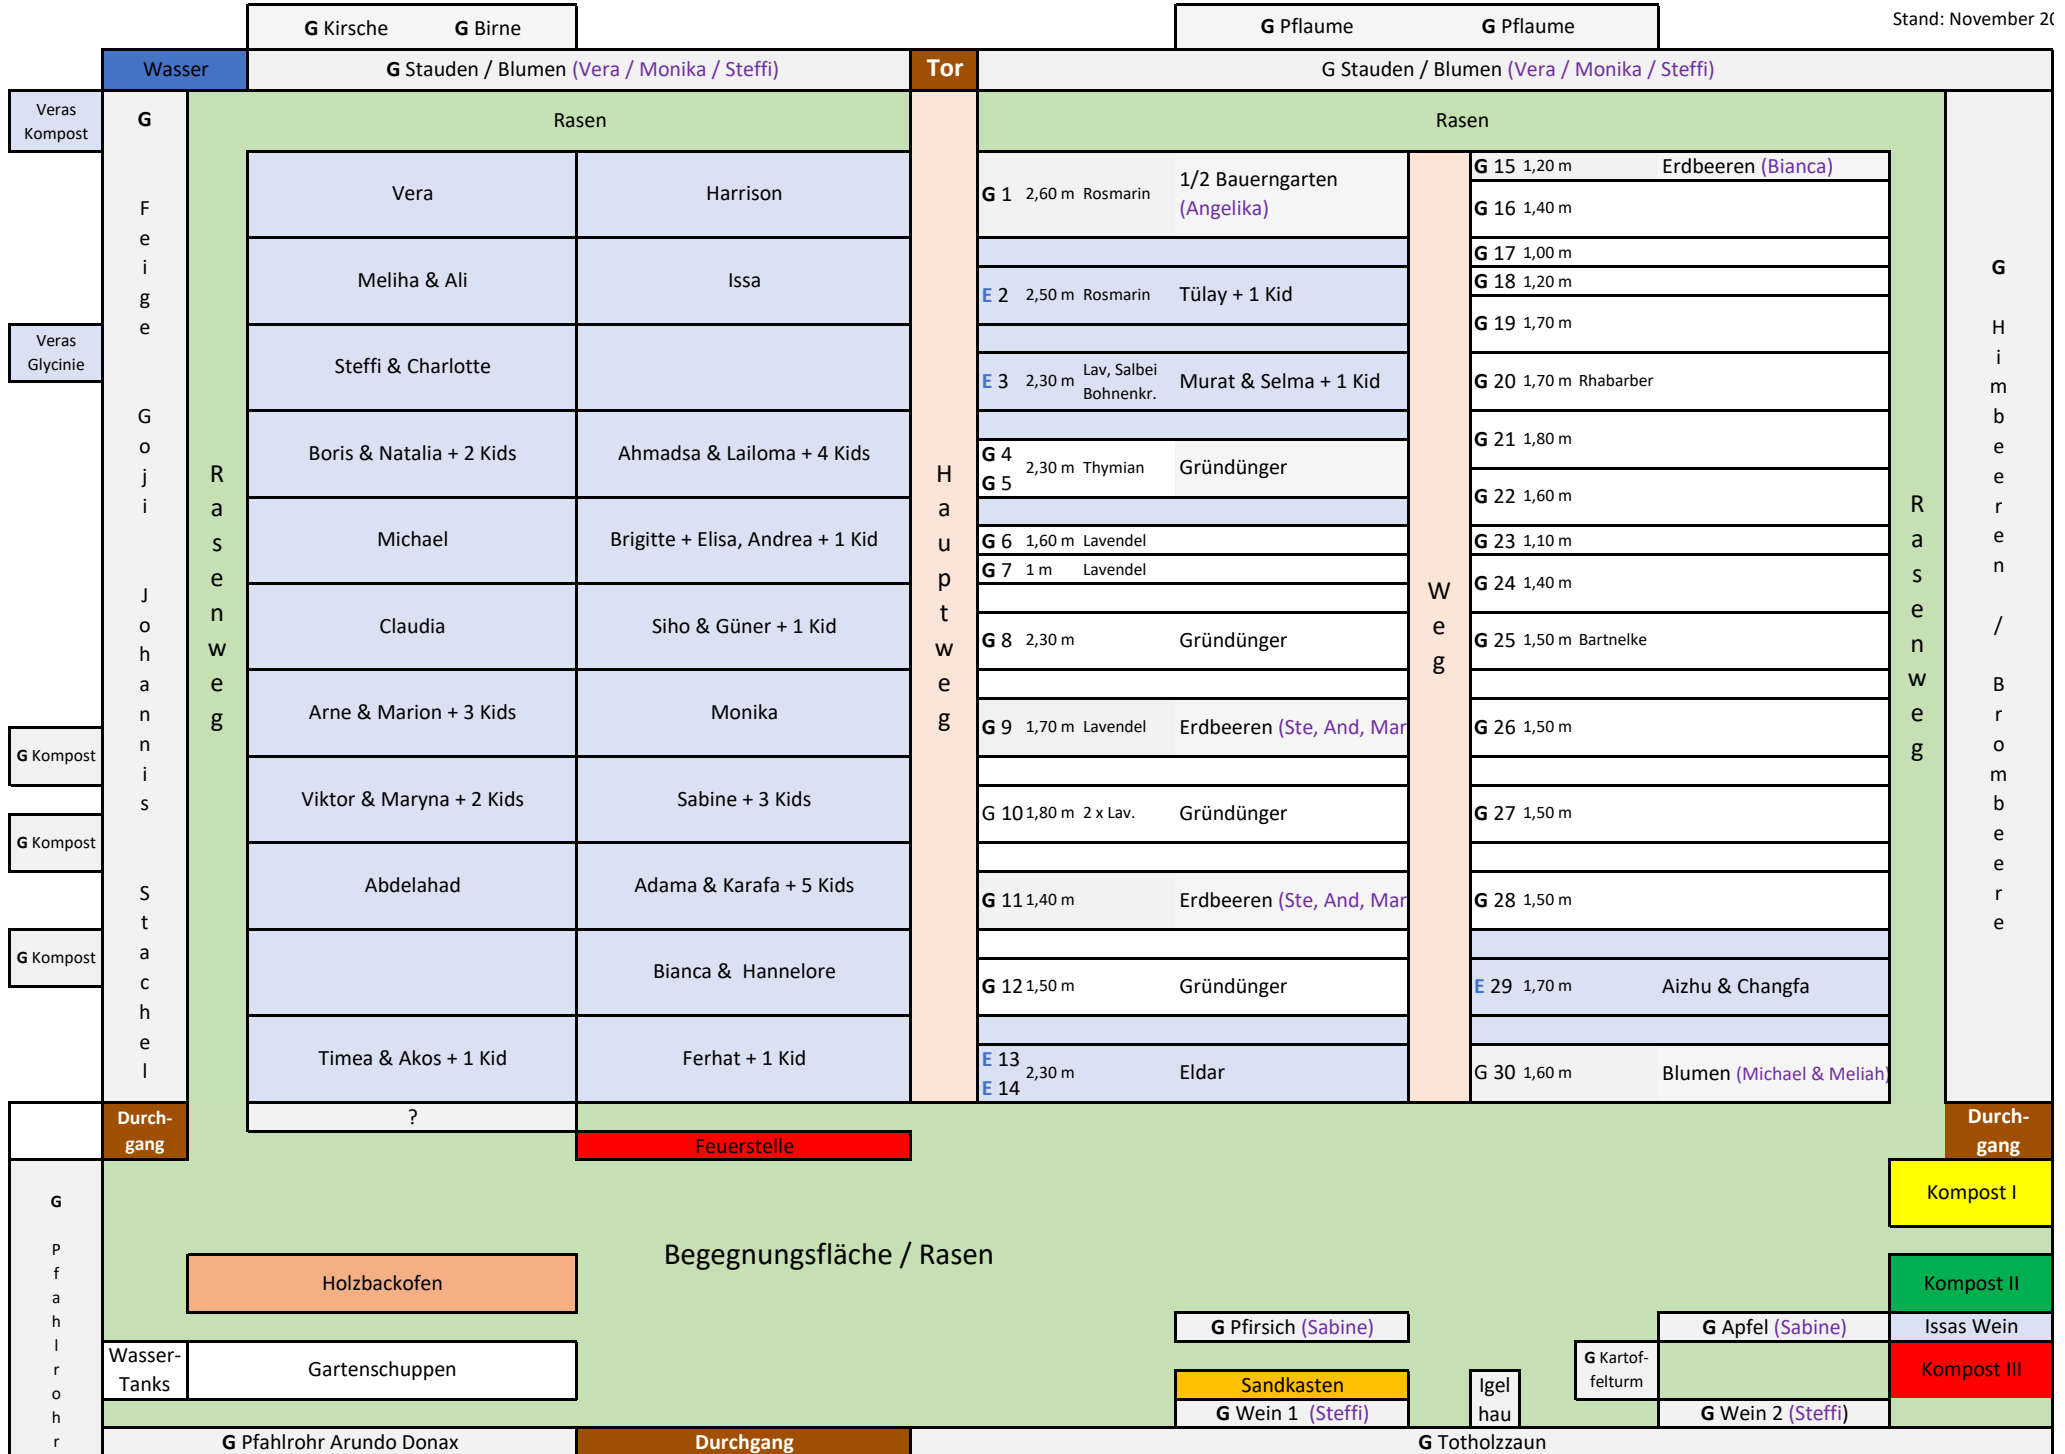 Stand: November 20
G Kirsche G Birne
G Pflaume G Pflaume
Wasser
G Stauden / Blumen (Vera / Monika / Steffi)
Tor
G Stauden / Blumen (Vera / Monika / Steffi)
Veras
Kompost
Veras
Glycinie
G Kompost
G Kompost
G Kompost
G
Feige
Goji
Johannis
Stachel
Rasenweg
Rasen
Vera
Harrison
Meliha & Ali
Issa
Steffi & Charlotte
Boris & Natalia + 2 Kids
Ahmadsa & Lailoma + 4 Kids
Michael
Brigitte + Elisa, Andrea + 1 Kid
Claudia
Siho & Güner + 1 Kid
Arne & Marion + 3 Kids
Monika
Viktor & Maryna + 2 Kids
Sabine + 3 Kids
Abdelahad
Adama & Karafa + 5 Kids
Bianca & Hannelore
Timea & Akos + 1 Kid
Ferhat + 1 Kid
?
Hauptweg
Rasen
G 1 2,60 m Rosmarin 1/2 Bauerngarten
(Angelika)
E 2 2,50 m Rosmarin Tülay + 1 Kid
E 3 2,30 m Lav, Salbei
Bohnenkr. Murat & Selma + 1 Kid
G 4
G 5 2,30 m Thymian Gründünger
G 6 1,60 m Lavendel
G 7 1 m Lavendel
G 8 2,30 m Gründünger
G 9 1,70 m Lavendel Erdbeeren (Ste, And, Mar
G 10 1,80 m 2 x Lav. Gründünger
G 11 1,40 m Erdbeeren (Ste, And, Mar
G 12 1,50 m Gründünger
E 13
E 14 2,30 m Eldar
Weg
G 15 1,20 m Erdbeeren (Bianca)
G 16 1,40 m
G 17 1,00 m
G 18 1,20 m
G 19 1,70 m
G 20 1,70 m Rhabarber
G 21 1,80 m
G 22 1,60 m
G 23 1,10 m
G 24 1,40 m
G 25 1,50 m Bartnelke
G 26 1,50 m
G 27 1,50 m
G 28 1,50 m
E 29 1,70 m Aizhu & Changfa
G 30 1,60 m Blumen (Michael & Meliah)
Rasenweg
G
Himbeeren / Brombeere
Durch-
gang
Feuerstelle
Durch-
gang
G
Pfahlrohr
Kompost I
Begegnungsfläche / Rasen
Holzbackofen
Kompost II
G Pfirsich (Sabine)
G Apfel (Sabine)
Issas Wein
Wasser-
Tanks
Gartenschuppen
G Kartof-
felturm
Kompost III
Sandkasten
Igel
hau
G Wein 1 (Steffi)
G Wein 2 (Steffi)
G Pfahlrohr Arundo Donax
Durchgang
G Totholzzaun